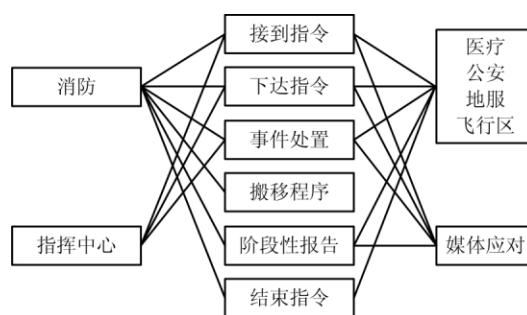 消防
指挥中心
接到指令
下达指令
事件处置
搬移程序
阶段性报告
结束指令
医疗
公安
地服
飞行区
媒体应对